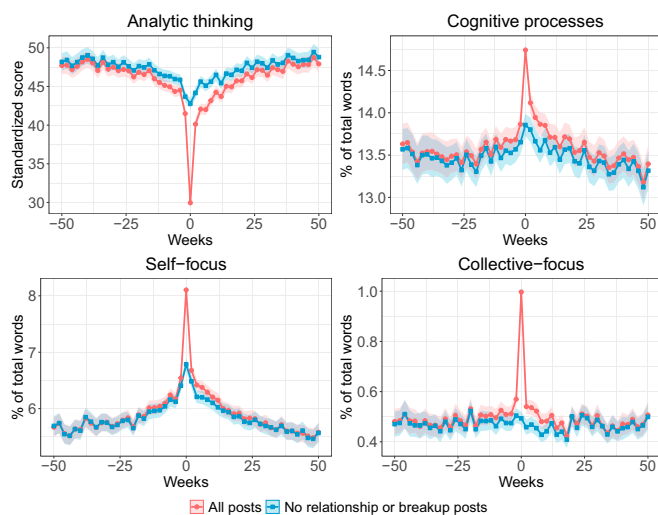 Analytic thinking
Cognitive processes
Standardized score
50
45
40
35
30
−50
−25
0
25
50
Weeks
% of total words
14.5
14.0
13.5
13.0
−50
−25
0
25
50
Weeks
Self−focus
Collective−focus
% of total words
8
7
6
−50
−25
0
25
50
Weeks
% of total words
1.0
0.8
0.6
0.4
−50
−25
0
25
50
Weeks
All posts
No relationship or breakup posts